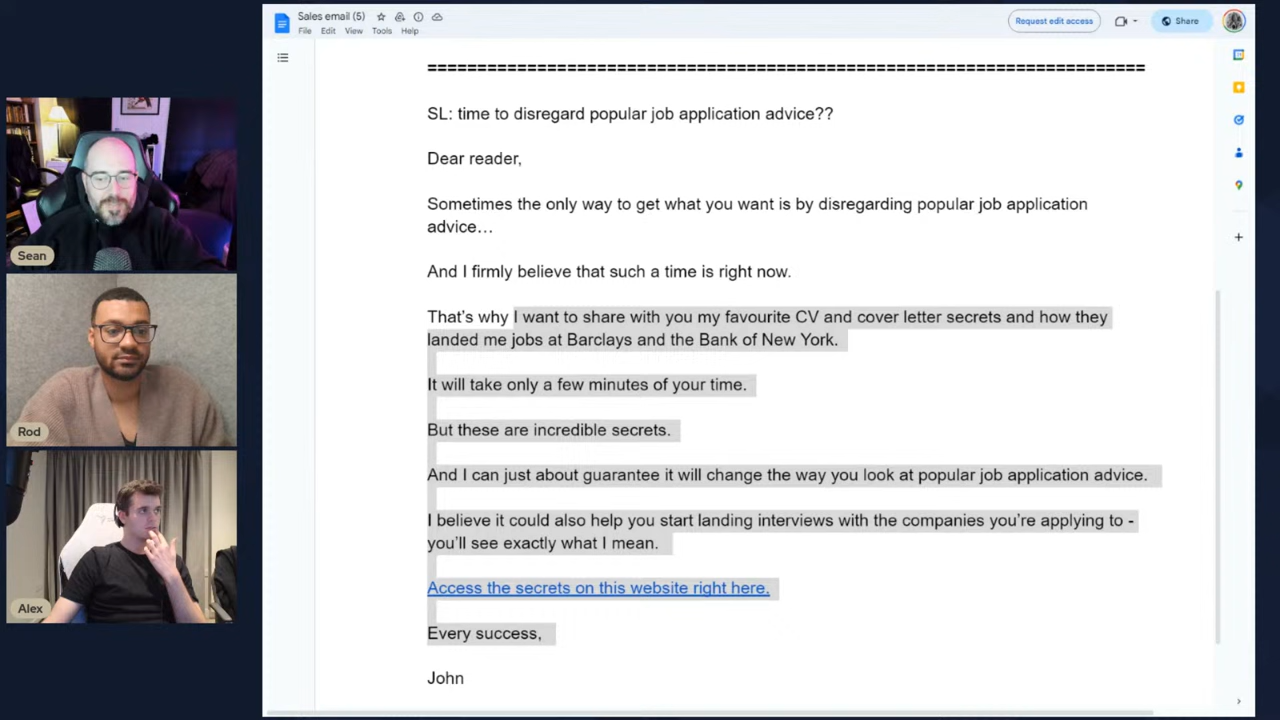 Sales email (5)
File Edit View Tools Help
Request edit access
Share
======================================================================
SL: time to disregard popular job application advice??
Dear reader,
Sometimes the only way to get what you want is by disregarding popular job application
advice…
And I firmly believe that such a time is right now.
That's why I want to share with you my favourite CV and cover letter secrets and how they
landed me jobs at Barclays and the Bank of New York.
It will take only a few minutes of your time.
But these are incredible secrets.
And I can just about guarantee it will change the way you look at popular job application advice.
I believe it could also help you start landing interviews with the companies you're applying to -
you'll see exactly what I mean.
Access the secrets on this website right here.
Every success,
John
Sean
Rod
Alex